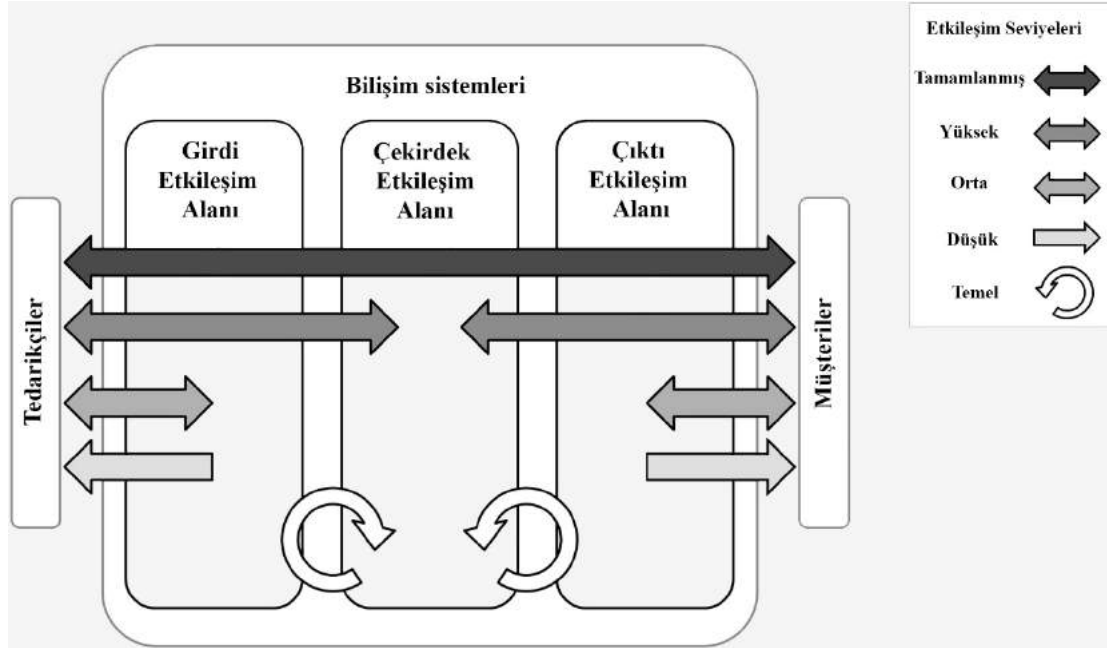 Bilişim sistemleri
Girdi
Etkileşim
Alanı
Çekirdek
Etkileşim
Alanı
Çıktı
Etkileşim
Alanı
Tedarikçiler
Müşteriler
Etkileşim Seviyeleri
Tamamlanmış
Yüksek
Orta
Düşük
Temel